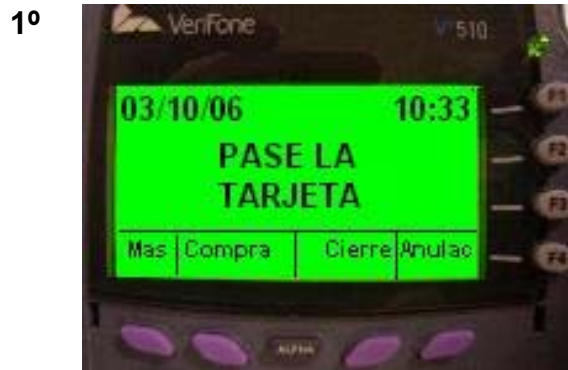 1º
VeriFone
510
03/10/06 10:33
F1
PASE LA
F2
TARJETA
F3
Mas Compra Cierre Anulac
F4
ALPHA